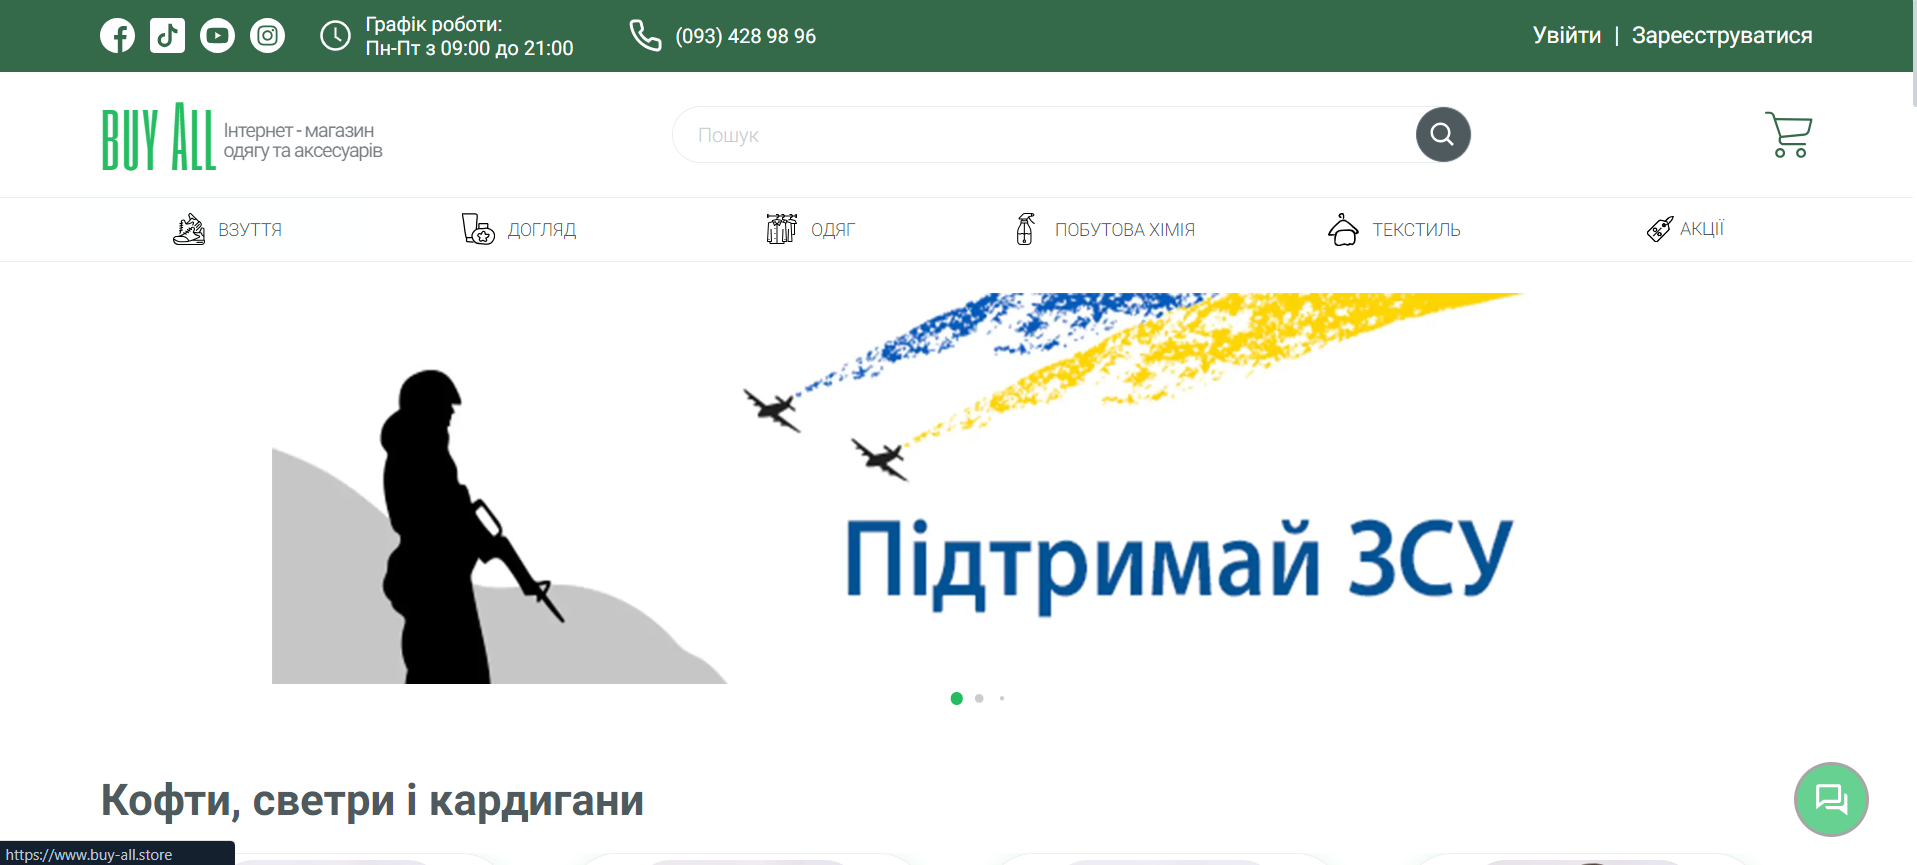 Графік роботи:
Пн-Пт з 09:00 до 21:00
(093) 428 98 96
Увійти | Зареєструватися
BUY ALL
Інтернет - магазин
одягу та аксесуарів
Пошук
ВЗУТТЯ
ДОГЛЯД
ОДЯГ
ПОБУТОВА ХІМІЯ
ТЕКСТИЛЬ
АКЦІЇ
Підтримай ЗСУ
Кофти, светри і кардигани
https://www.buy-all.store